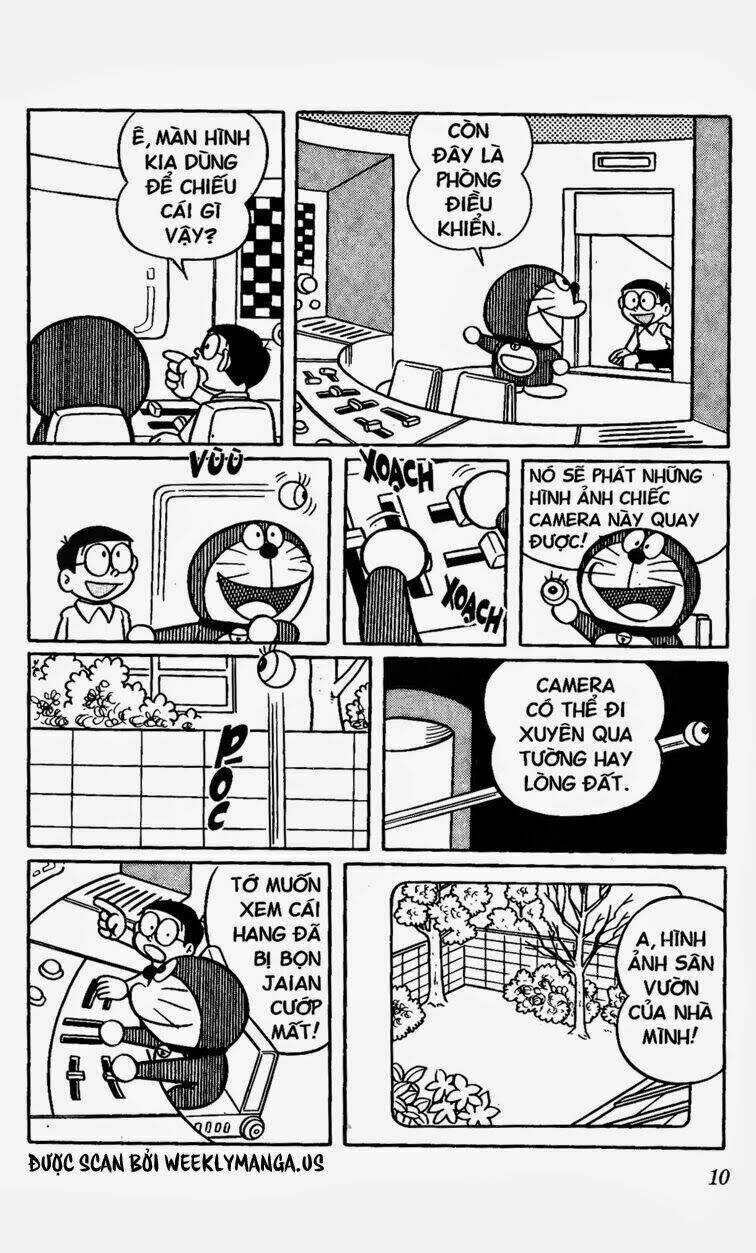 CÒN
ĐÂY LÀ
PHÒNG
ĐIỀU
KHIỂN.
Ê, MÀN HÌNH
KIA DÙNG
ĐỂ CHIẾU
CÁI GÌ
VẬY?
NÓ SẼ PHÁT NHỮNG
HÌNH ẢNH CHIẾC
CAMERA NÀY QUAY
ĐƯỢC!
XOẠCH
XOẠCH
VÙÙ
CAMERA
CÓ THỂ ĐI
XUYÊN QUA
TƯỜNG HAY
LÒNG ĐẤT.
PÓC
A, HÌNH
ẢNH SÂN
VƯỜN
CỦA NHÀ
MÌNH!
TỚ MUỐN
XEM CÁI
HANG ĐÃ
BỊ BỌN
JAIAN
CƯỚP
MẤT!
ĐƯỢC SCAN BỞI WEEKLYMANGA.US
10